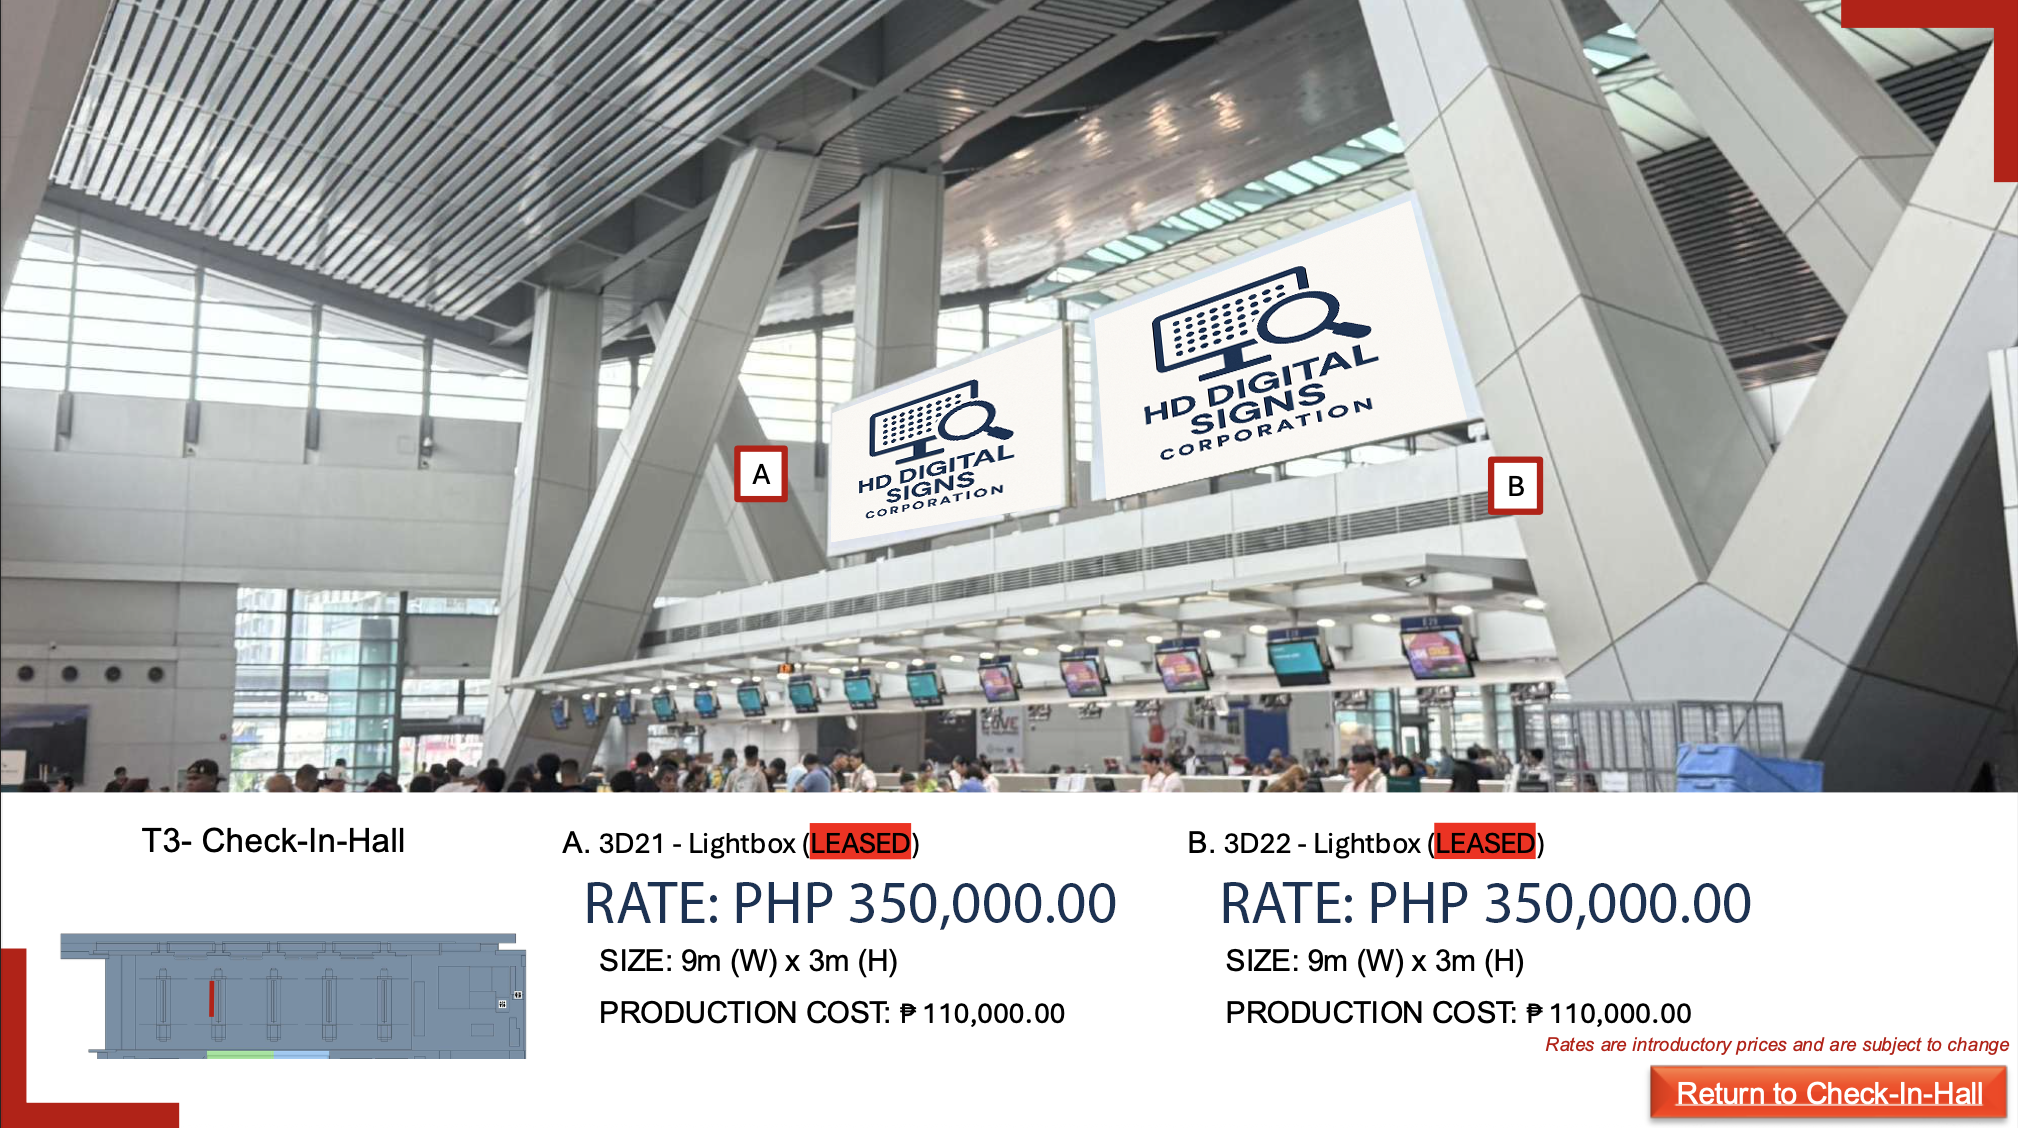 HD DIGITAL
SIGNS
CORPORATION
HD DIGITAL
SIGNS
CORPORATION
A
B
T3- Check-In-Hall
A. 3D21 - Lightbox (LEASED)
RATE: PHP 350,000.00
SIZE: 9m (W) x 3m (H)
PRODUCTION COST: ₱ 110,000.00
B. 3D22 - Lightbox (LEASED)
RATE: PHP 350,000.00
SIZE: 9m (W) x 3m (H)
PRODUCTION COST: ₱ 110,000.00
Rates are introductory prices and are subject to change
Return to Check-In-Hall